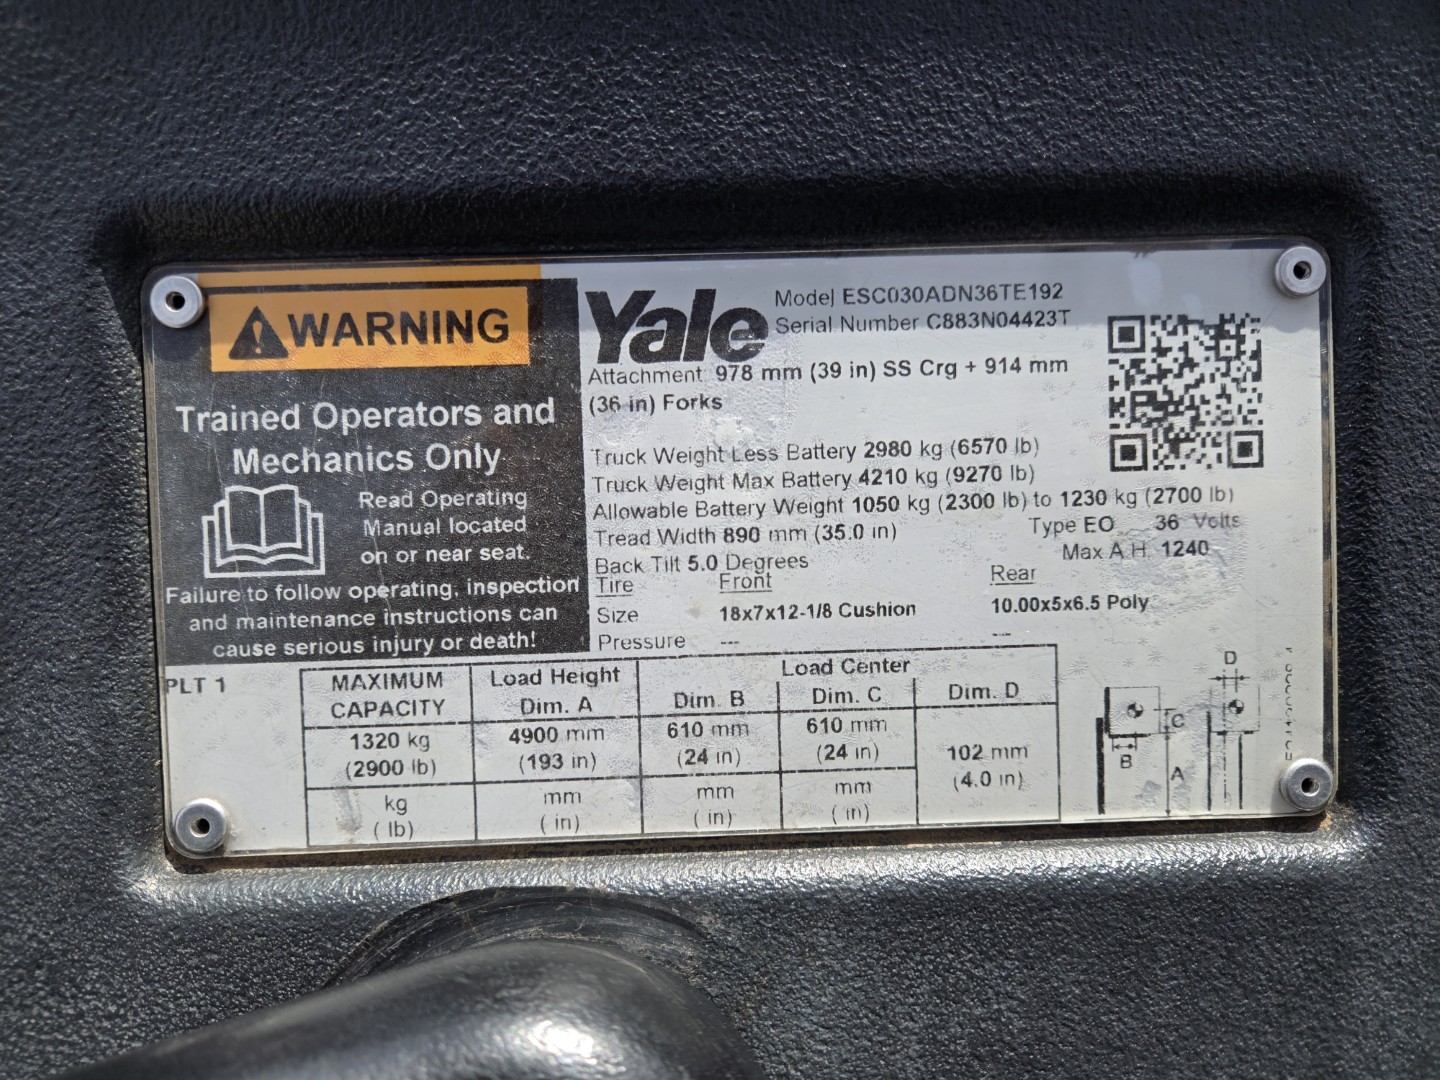 WARNING
Trained Operators and
Mechanics Only
Read Operating
Manual located
on or near seat.
Failure to follow operating, inspection
and maintenance instructions can
cause serious injury or death!
Yale
Model ESC030ADN36TE192
Serial Number C883N04423T
Attachment 978 mm (39 in) SS Crg + 914 mm
(36 in) Forks
Truck Weight Less Battery 2980 kg (6570 lb)
Truck Weight Max Battery 4210 kg (9270 lb)
Allowable Battery Weight 1050 kg (2300 lb) to 1230 kg (2700 lb)
Tread Width 890 mm (35.0 in) Type EO 36 Volts
Back Tilt 5.0 Degrees Max A.H. 1240
Tire Front Rear
Size 18x7x12-1/8 Cushion 10.00x5x6.5 Poly
Pressure --- ---
PLT 1
MAXIMUM CAPACITY Load Height Dim. A Load Center Dim. B Dim. C Dim. D
1320 kg 4900 mm 610 mm 610 mm 102 mm
(2900 lb) (193 in) (24 in) (24 in) (4.0 in)
kg mm mm mm
( lb) ( in) ( in) ( in)
D
C
B
A